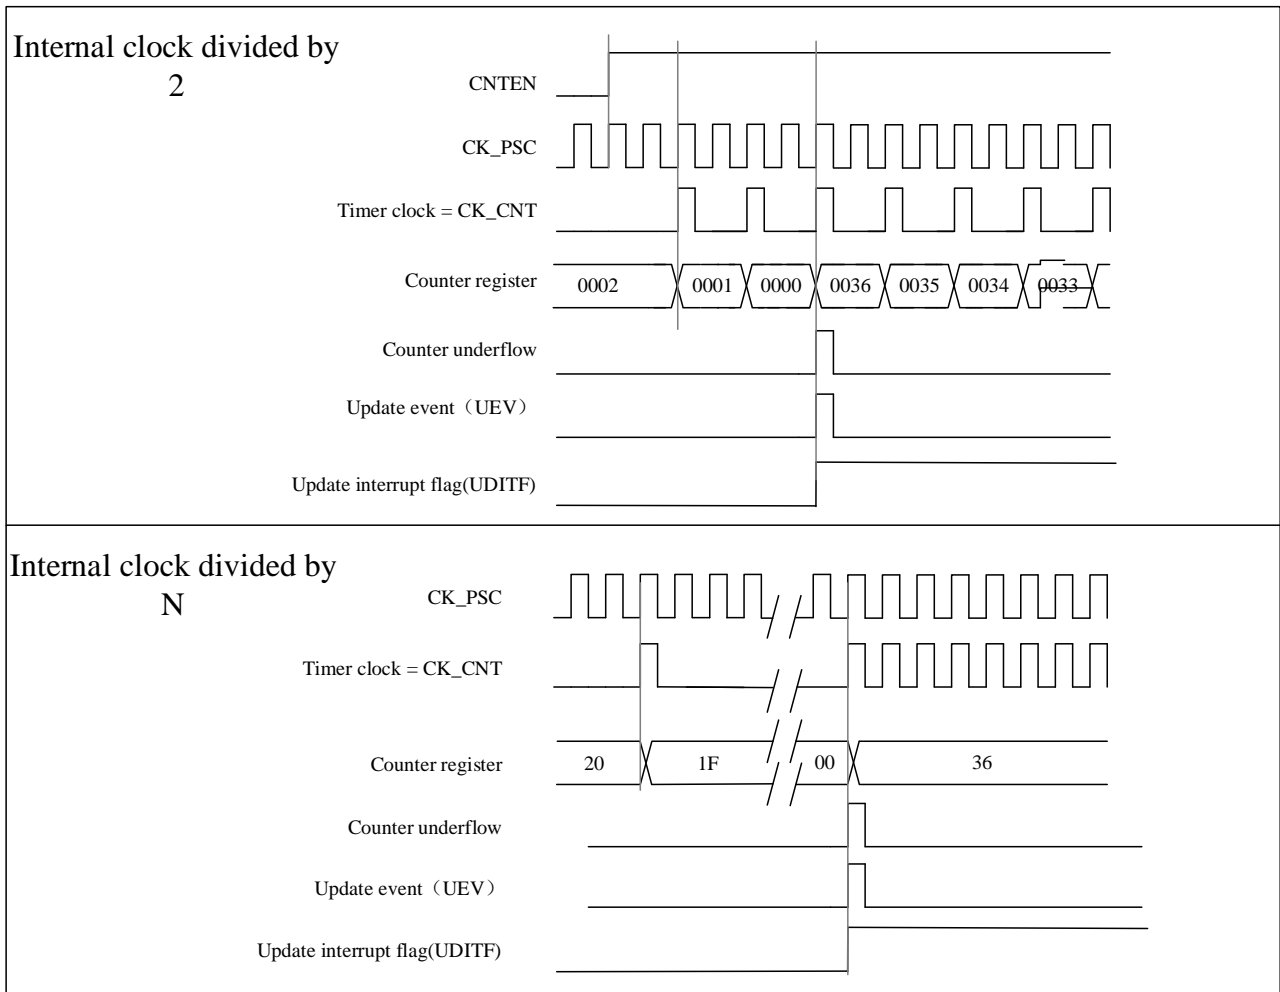 Internal clock divided by
2
CNTEN
CK_PSC
Timer clock = CK_CNT
Counter register
0002 0001 0000 0036 0035 0034 0033
Counter underflow
Update event（UEV）
Update interrupt flag(UDITF)
Internal clock divided by
N
CK_PSC
Timer clock = CK_CNT
Counter register
20 1F 00 36
Counter underflow
Update event（UEV）
Update interrupt flag(UDITF)